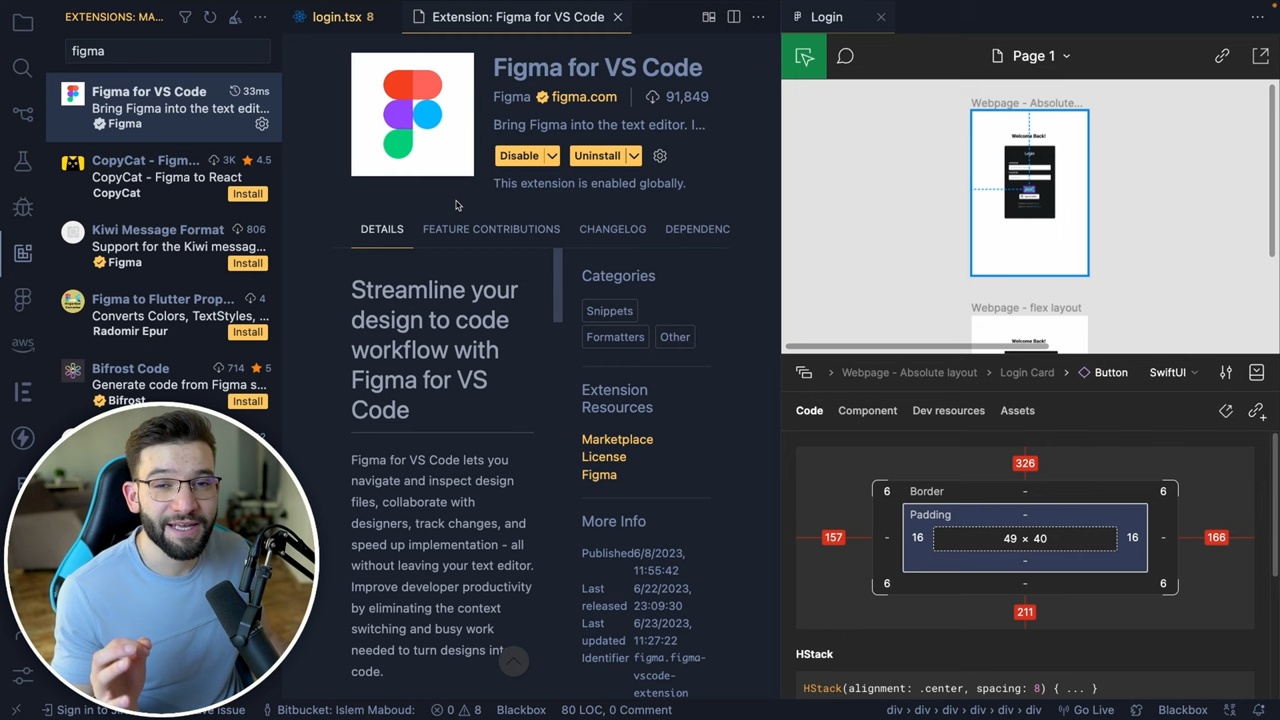 EXTENSIONS: MA...
figma
Figma for VS Code
33ms
Bring Figma into the text edit...
Figma
CopyCat - Figm...
3K
4.5
Figma to React
CopyCat
Install
Kiwi Message Format
806
Support for the Kiwi messag...
Figma
Install
Figma to Flutter Prop...
4
Converts Colors, TextStyles, ...
Radomir Epur
Install
Bifrost Code
714
5
Generate code from Figma s...
Bifrost
Install
aws
login.tsx 8
Extension: Figma for VS Code
Figma for VS Code
Figma
figma.com
91,849
Bring Figma into the text editor. I...
Disable
Uninstall
This extension is enabled globally.
DETAILS
FEATURE CONTRIBUTIONS
CHANGELOG
DEPENDENC
Streamline your
design to code
workflow with
Figma for VS
Code
Figma for VS Code lets you
navigate and inspect design
files, collaborate with
designers, track changes, and
speed up implementation - all
without leaving your text editor.
Improve developer productivity
by eliminating the context
switching and busy work
needed to turn designs into
code.
Categories
Snippets
Formatters
Other
Extension
Resources
Marketplace
License
Figma
More Info
Published 6/8/2023,
11:55:42
Last 6/22/2023,
released 23:09:30
Last 6/23/2023,
updated 11:27:22
Identifier figma.figma-
vscode-
extension
Login
Page 1
Webpage - Absolute...
Welcome Back!
Login
Webpage - flex layout
Welcome Back!
Webpage - Absolute layout
Login Card
Button
SwiftUI
Code
Component
Dev resources
Assets
326
6
Border
-
6
Padding
-
157
-
16
49 × 40
16
-
166
-
6
-
6
211
HStack
HStack(alignment: .center, spacing: 8) { ... }
Sign in to
issue
Bitbucket: Islem Maboud:
0
8
Blackbox
80 LOC, 0 Comment
div › div › div › div › div
Go Live
Blackbox